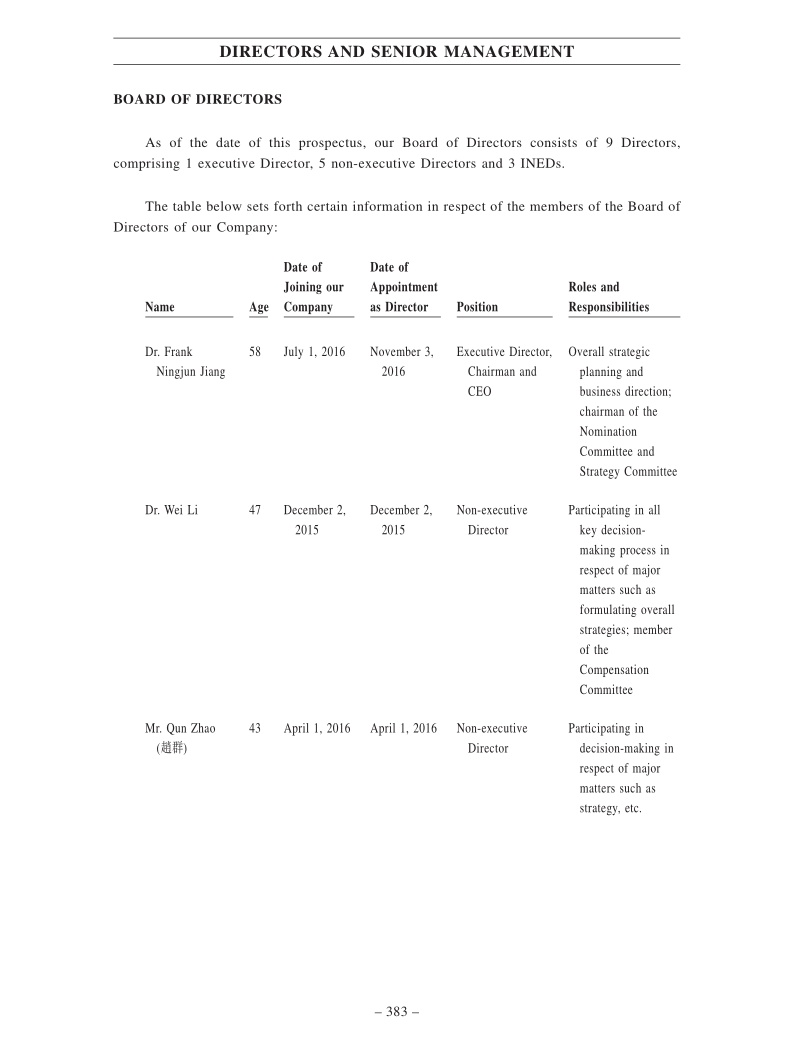 DIRECTORS AND SENIOR MANAGEMENT
BOARD OF DIRECTORS
As of the date of this prospectus, our Board of Directors consists of 9 Directors,
comprising 1 executive Director, 5 non-executive Directors and 3 INEDs.
The table below sets forth certain information in respect of the members of the Board of
Directors of our Company:
Name
Age
Date of
Joining our
Company
Date of
Appointment
as Director
Position
Roles and
Responsibilities
Dr. Frank
Ningjun Jiang
58
July 1, 2016
November 3,
2016
Executive Director,
Chairman and
CEO
Overall strategic
planning and
business direction;
chairman of the
Nomination
Committee and
Strategy Committee
Dr. Wei Li
47
December 2,
2015
December 2,
2015
Non-executive
Director
Participating in all
key decision-
making process in
respect of major
matters such as
formulating overall
strategies; member
of the
Compensation
Committee
Mr. Qun Zhao
(趙群)
43
April 1, 2016
April 1, 2016
Non-executive
Director
Participating in
decision-making in
respect of major
matters such as
strategy, etc.
– 383 –